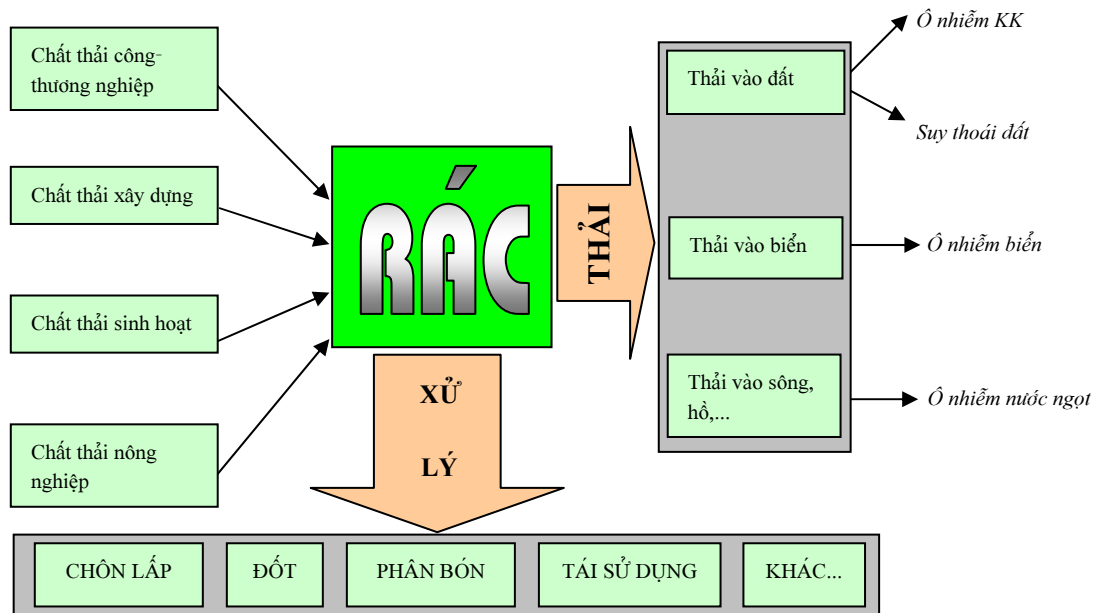 Chất thải công-
thương nghiệp
Chất thải xây dựng
Chất thải sinh hoạt
Chất thải nông
nghiệp
RÁC
THẢI
Thải vào đất
Thải vào biển
Thải vào sông,
hồ,...
Ô nhiễm KK
Suy thoái đất
Ô nhiễm biển
Ô nhiễm nước ngọt
XỬ
LÝ
CHÔN LẤP
ĐỐT
PHÂN BÓN
TÁI SỬ DỤNG
KHÁC...